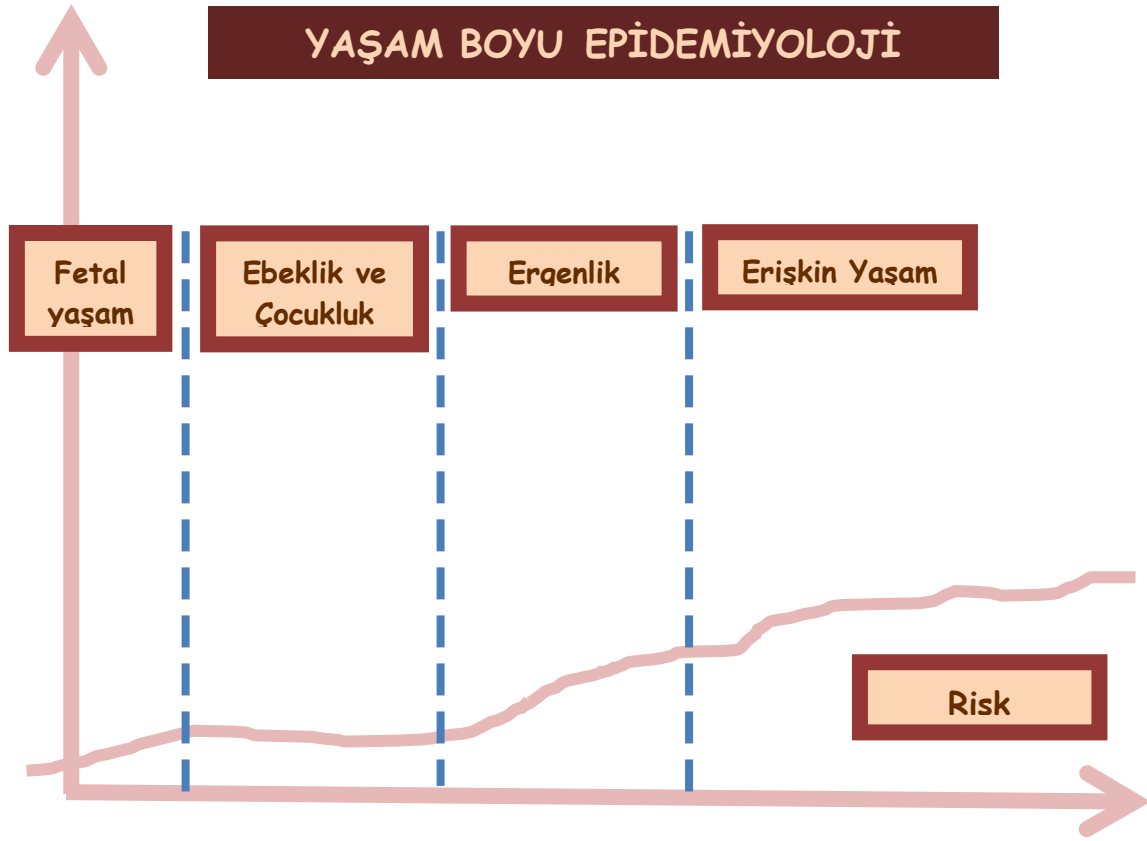 YAŞAM BOYU EPİDEMİYOLOJİ
Fetal
yaşam
Ebeklik ve
Çocukluk
Ergenlik
Erişkin Yaşam
Risk